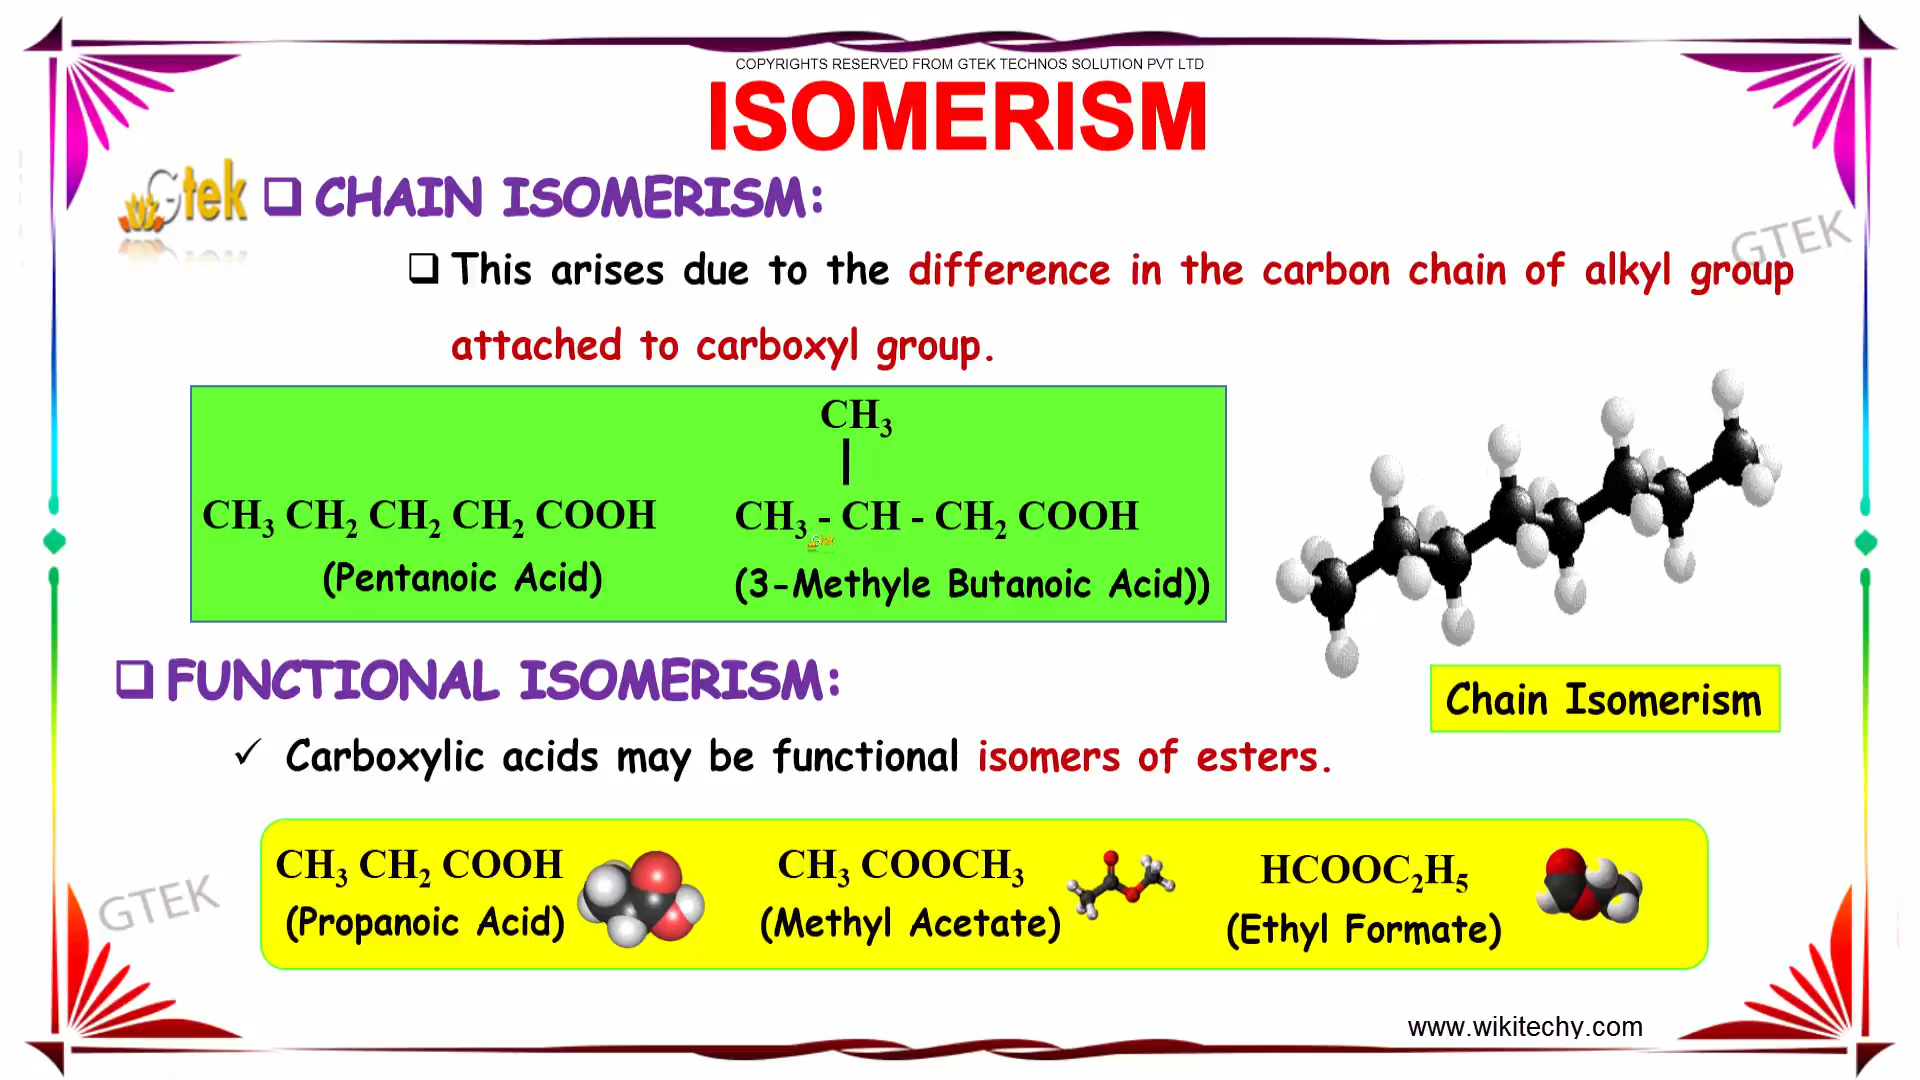 COPYRIGHTS RESERVED FROM GTEK TECHNOS SOLUTION PVT LTD
ISOMERISM
Gtek
CHAIN ISOMERISM:
GTEK
This arises due to the difference in the carbon chain of alkyl group
attached to carboxyl group.
CH₃
CH₃ CH₂ CH₂ CH₂ COOH
CH₃ - CH - CH₂ COOH
Gtek
(Pentanoic Acid)
(3-Methyle Butanoic Acid))
FUNCTIONAL ISOMERISM:
Chain Isomerism
✓ Carboxylic acids may be functional isomers of esters.
CH₃ CH₂ COOH
(Propanoic Acid)
CH₃ COOCH₃
(Methyl Acetate)
HCOOC₂H₅
(Ethyl Formate)
GTEK
www.wikitechy.com